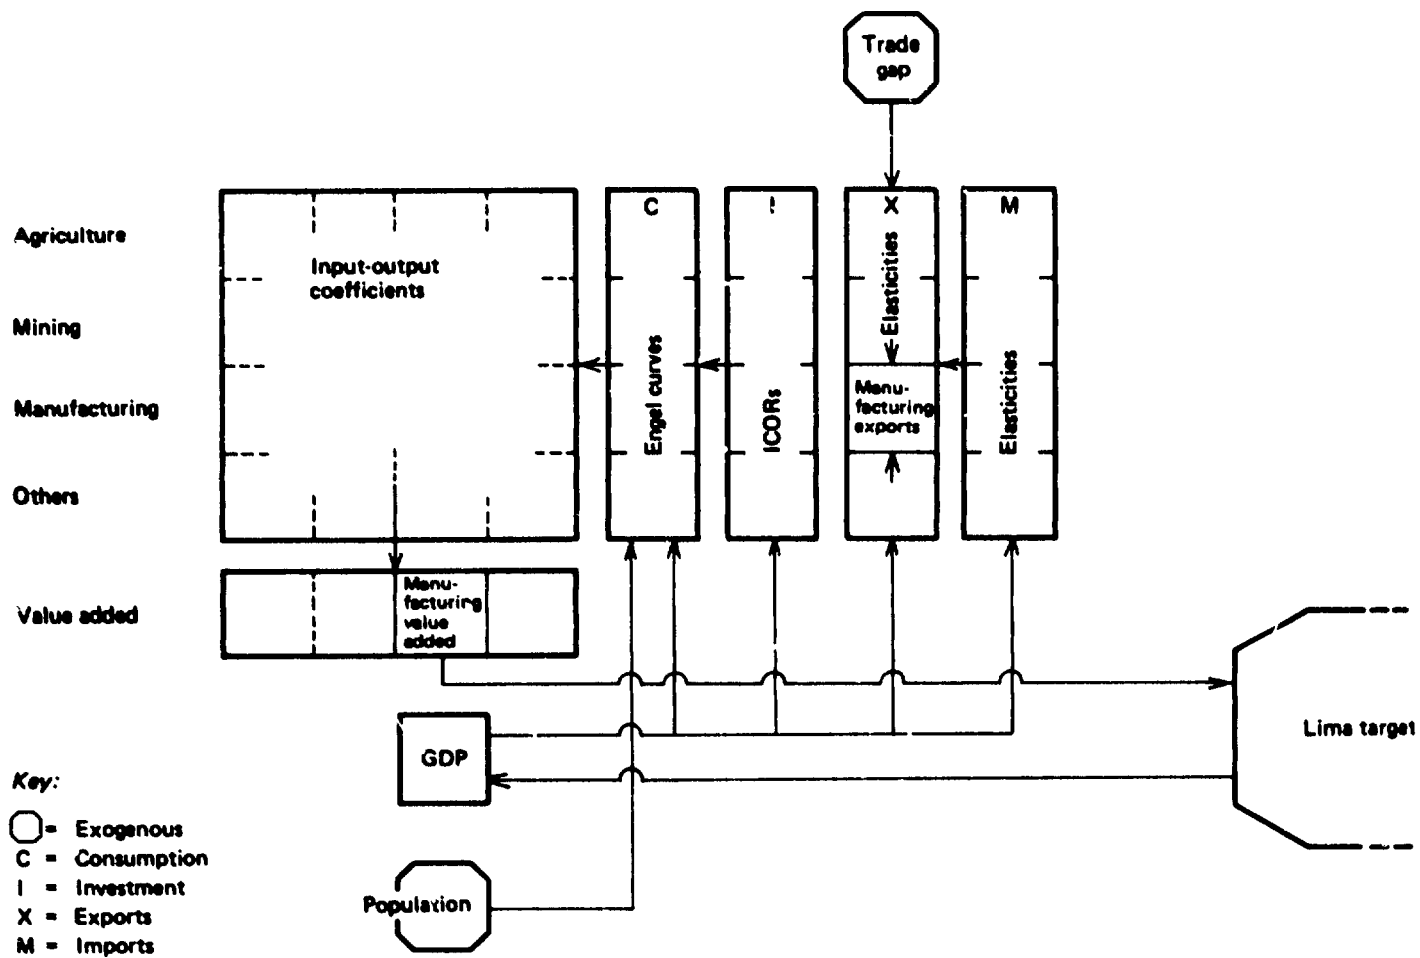 Trade
gap
C
I
X
M
Agriculture
Input-output
coefficients
Elasticities
Mining
Engel curves
ICORs
Manu-
facturing
exports
Elasticities
Manufacturing
Others
Value added
Manu-
facturing
value
added
Lima target
GDP
Population
Key:
= Exogenous
C = Consumption
I = Investment
X = Exports
M = Imports